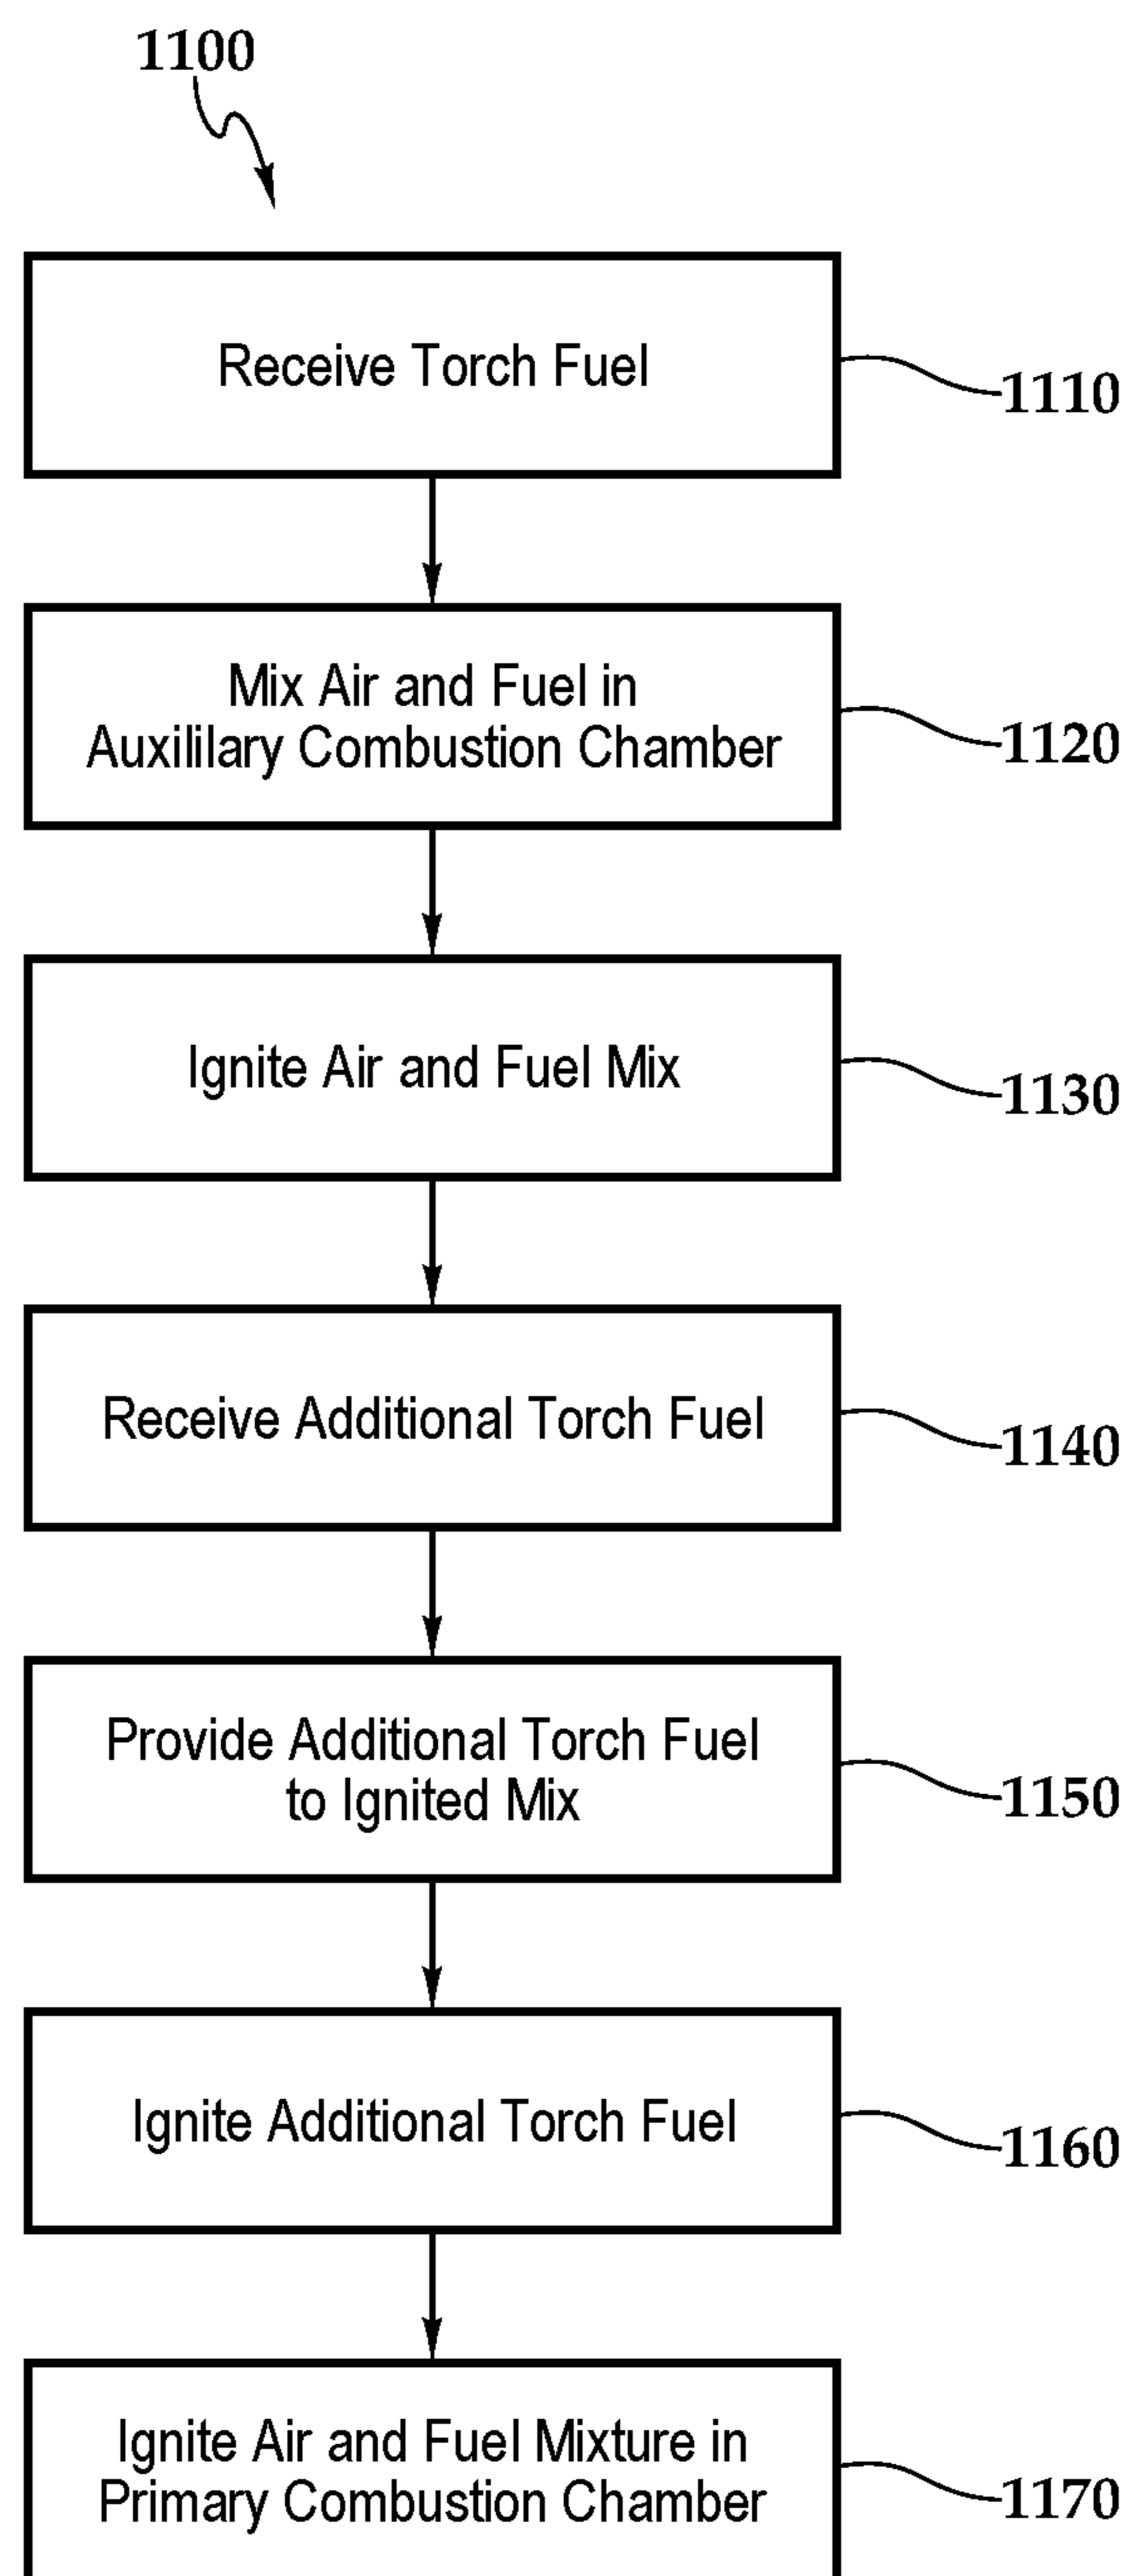 1100
Receive Torch Fuel
1110
Mix Air and Fuel in
Auxililary Combustion Chamber
1120
Ignite Air and Fuel Mix
1130
Receive Additional Torch Fuel
1140
Provide Additional Torch Fuel
to Ignited Mix
1150
Ignite Additional Torch Fuel
1160
Ignite Air and Fuel Mixture in
Primary Combustion Chamber
1170